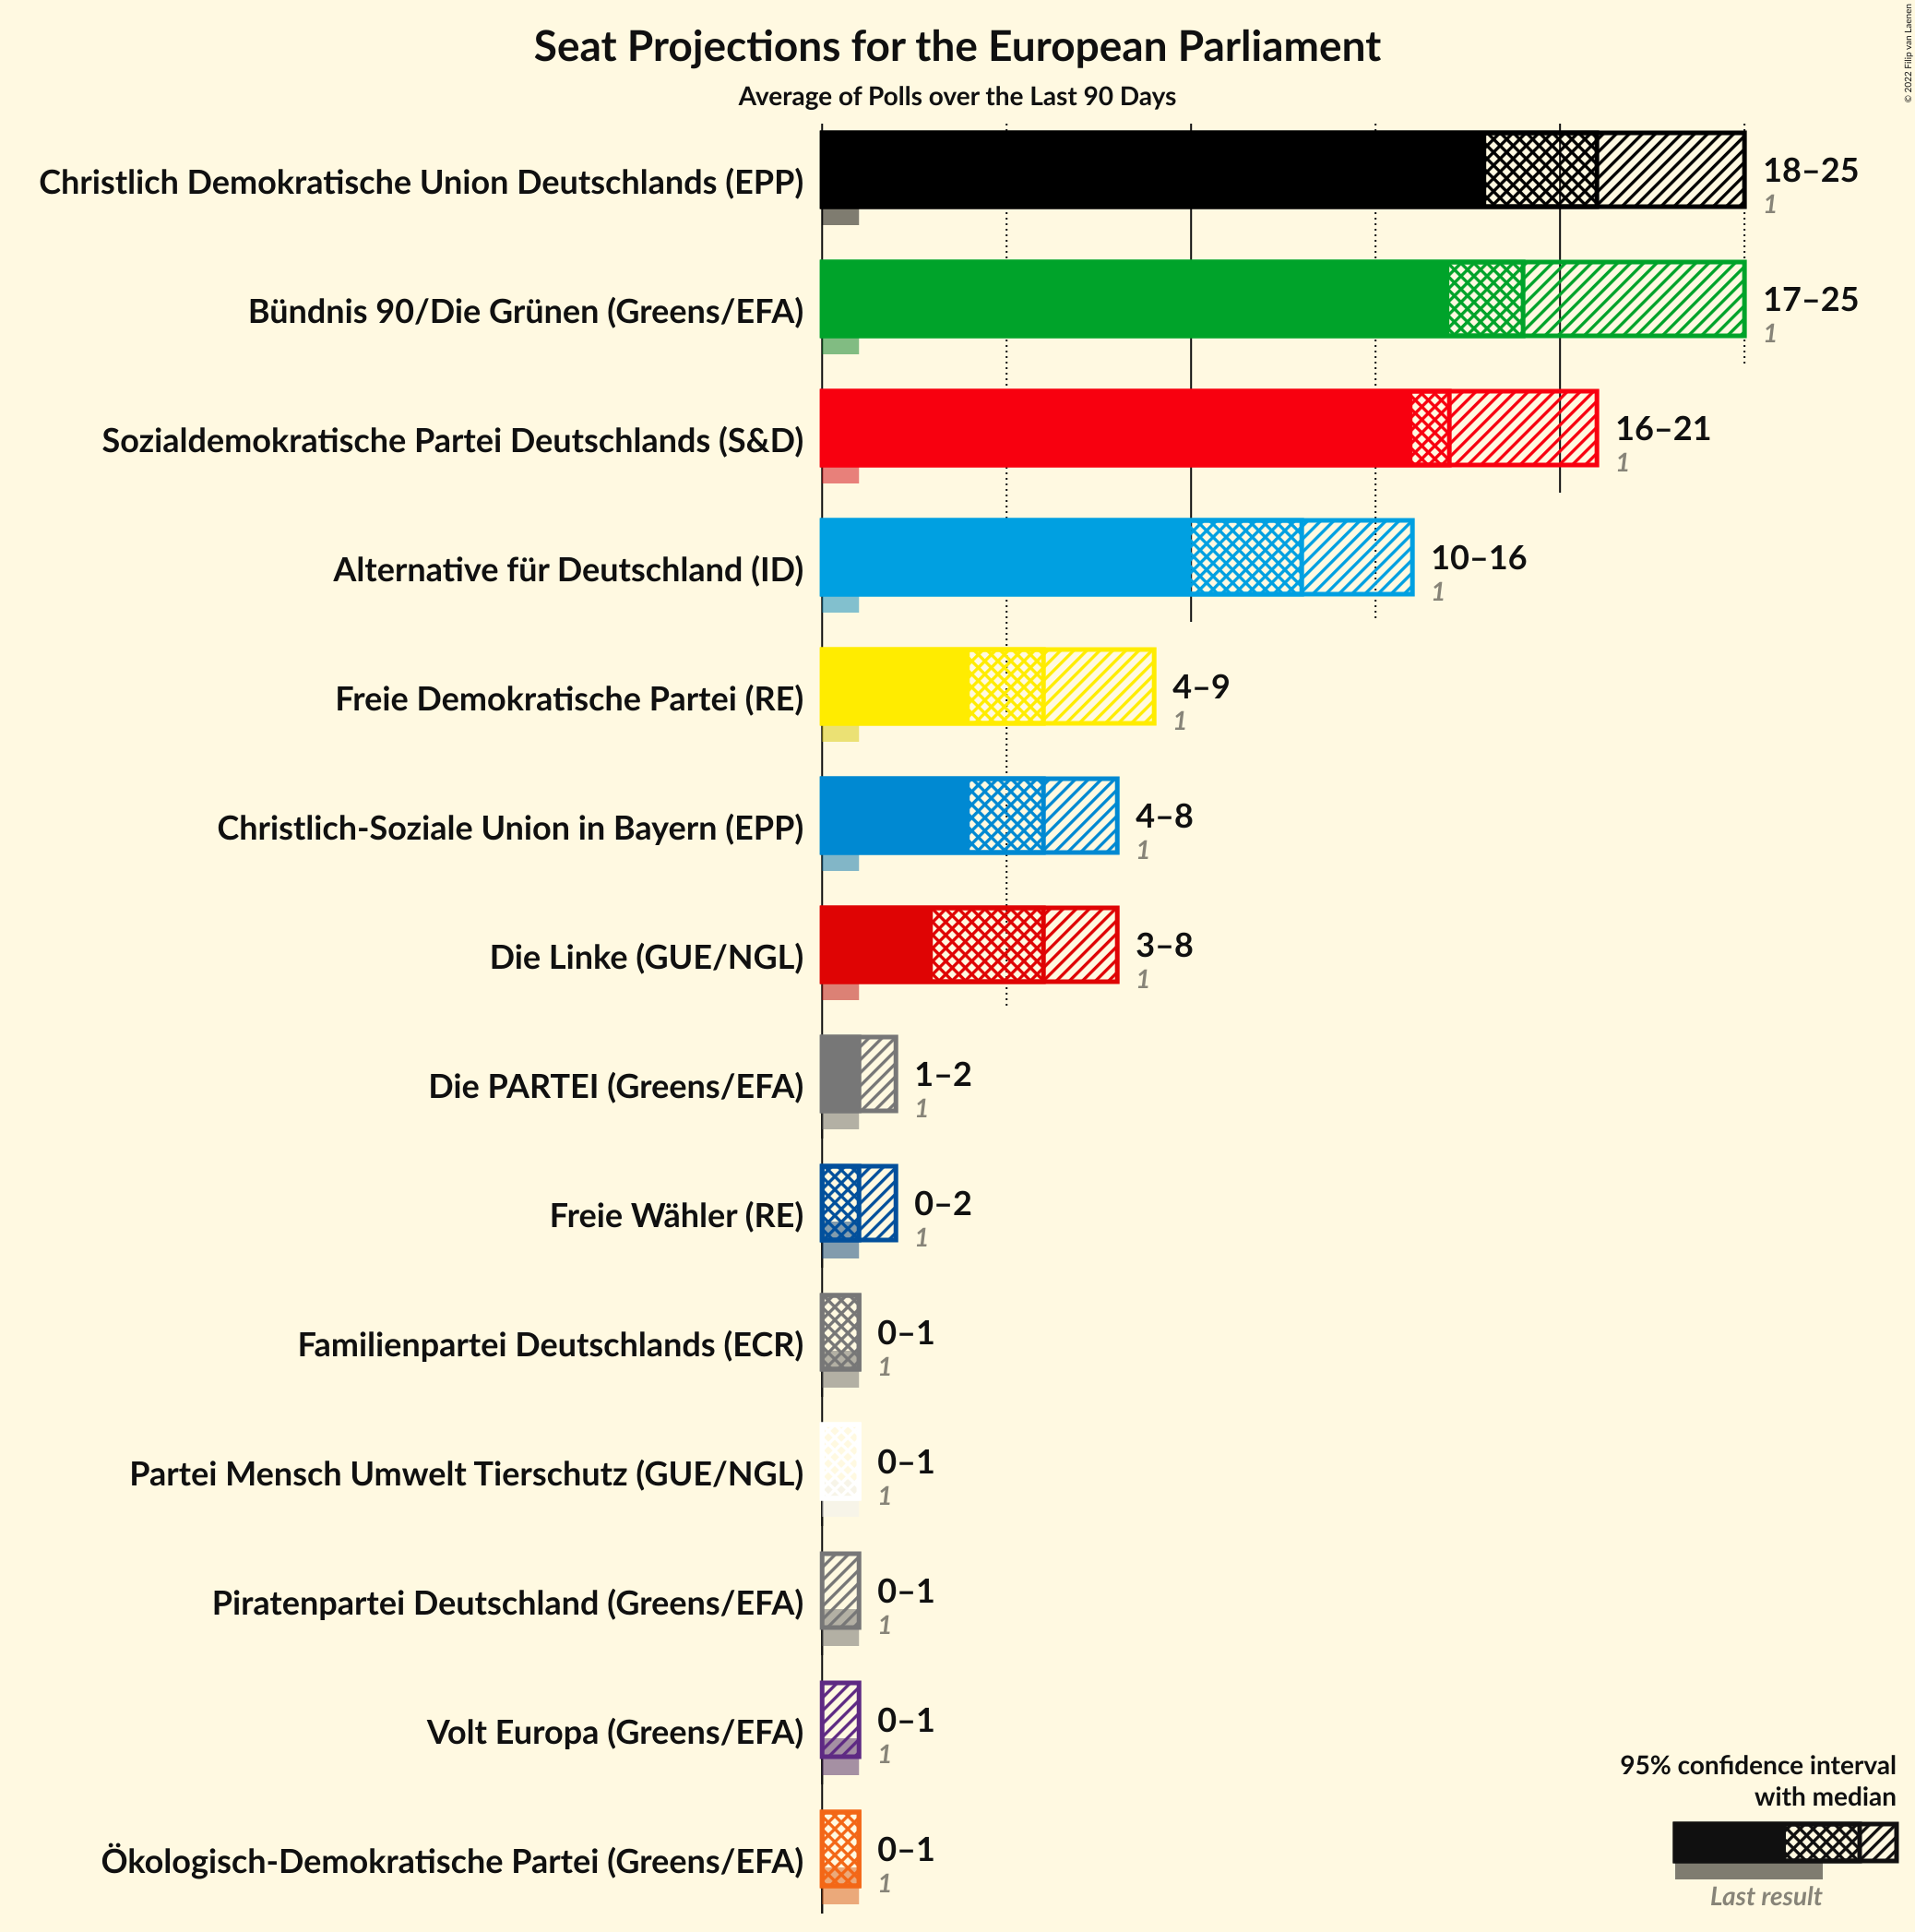 Seat Projections for the European Parliament
Average of Polls over the Last 90 Days
© 2022 Filip van Laenen
Christlich Demokratische Union Deutschlands (EPP)
18–25
1
Bündnis 90/Die Grünen (Greens/EFA)
17–25
1
Sozialdemokratische Partei Deutschlands (S&D)
16–21
1
Alternative für Deutschland (ID)
10–16
1
Freie Demokratische Partei (RE)
4–9
1
Christlich-Soziale Union in Bayern (EPP)
4–8
1
Die Linke (GUE/NGL)
3–8
1
Die PARTEI (Greens/EFA)
1–2
1
Freie Wähler (RE)
0–2
1
Familienpartei Deutschlands (ECR)
0–1
1
Partei Mensch Umwelt Tierschutz (GUE/NGL)
0–1
1
Piratenpartei Deutschland (Greens/EFA)
0–1
1
Volt Europa (Greens/EFA)
0–1
1
Ökologisch-Demokratische Partei (Greens/EFA)
0–1
1
95% confidence interval
with median
Last result